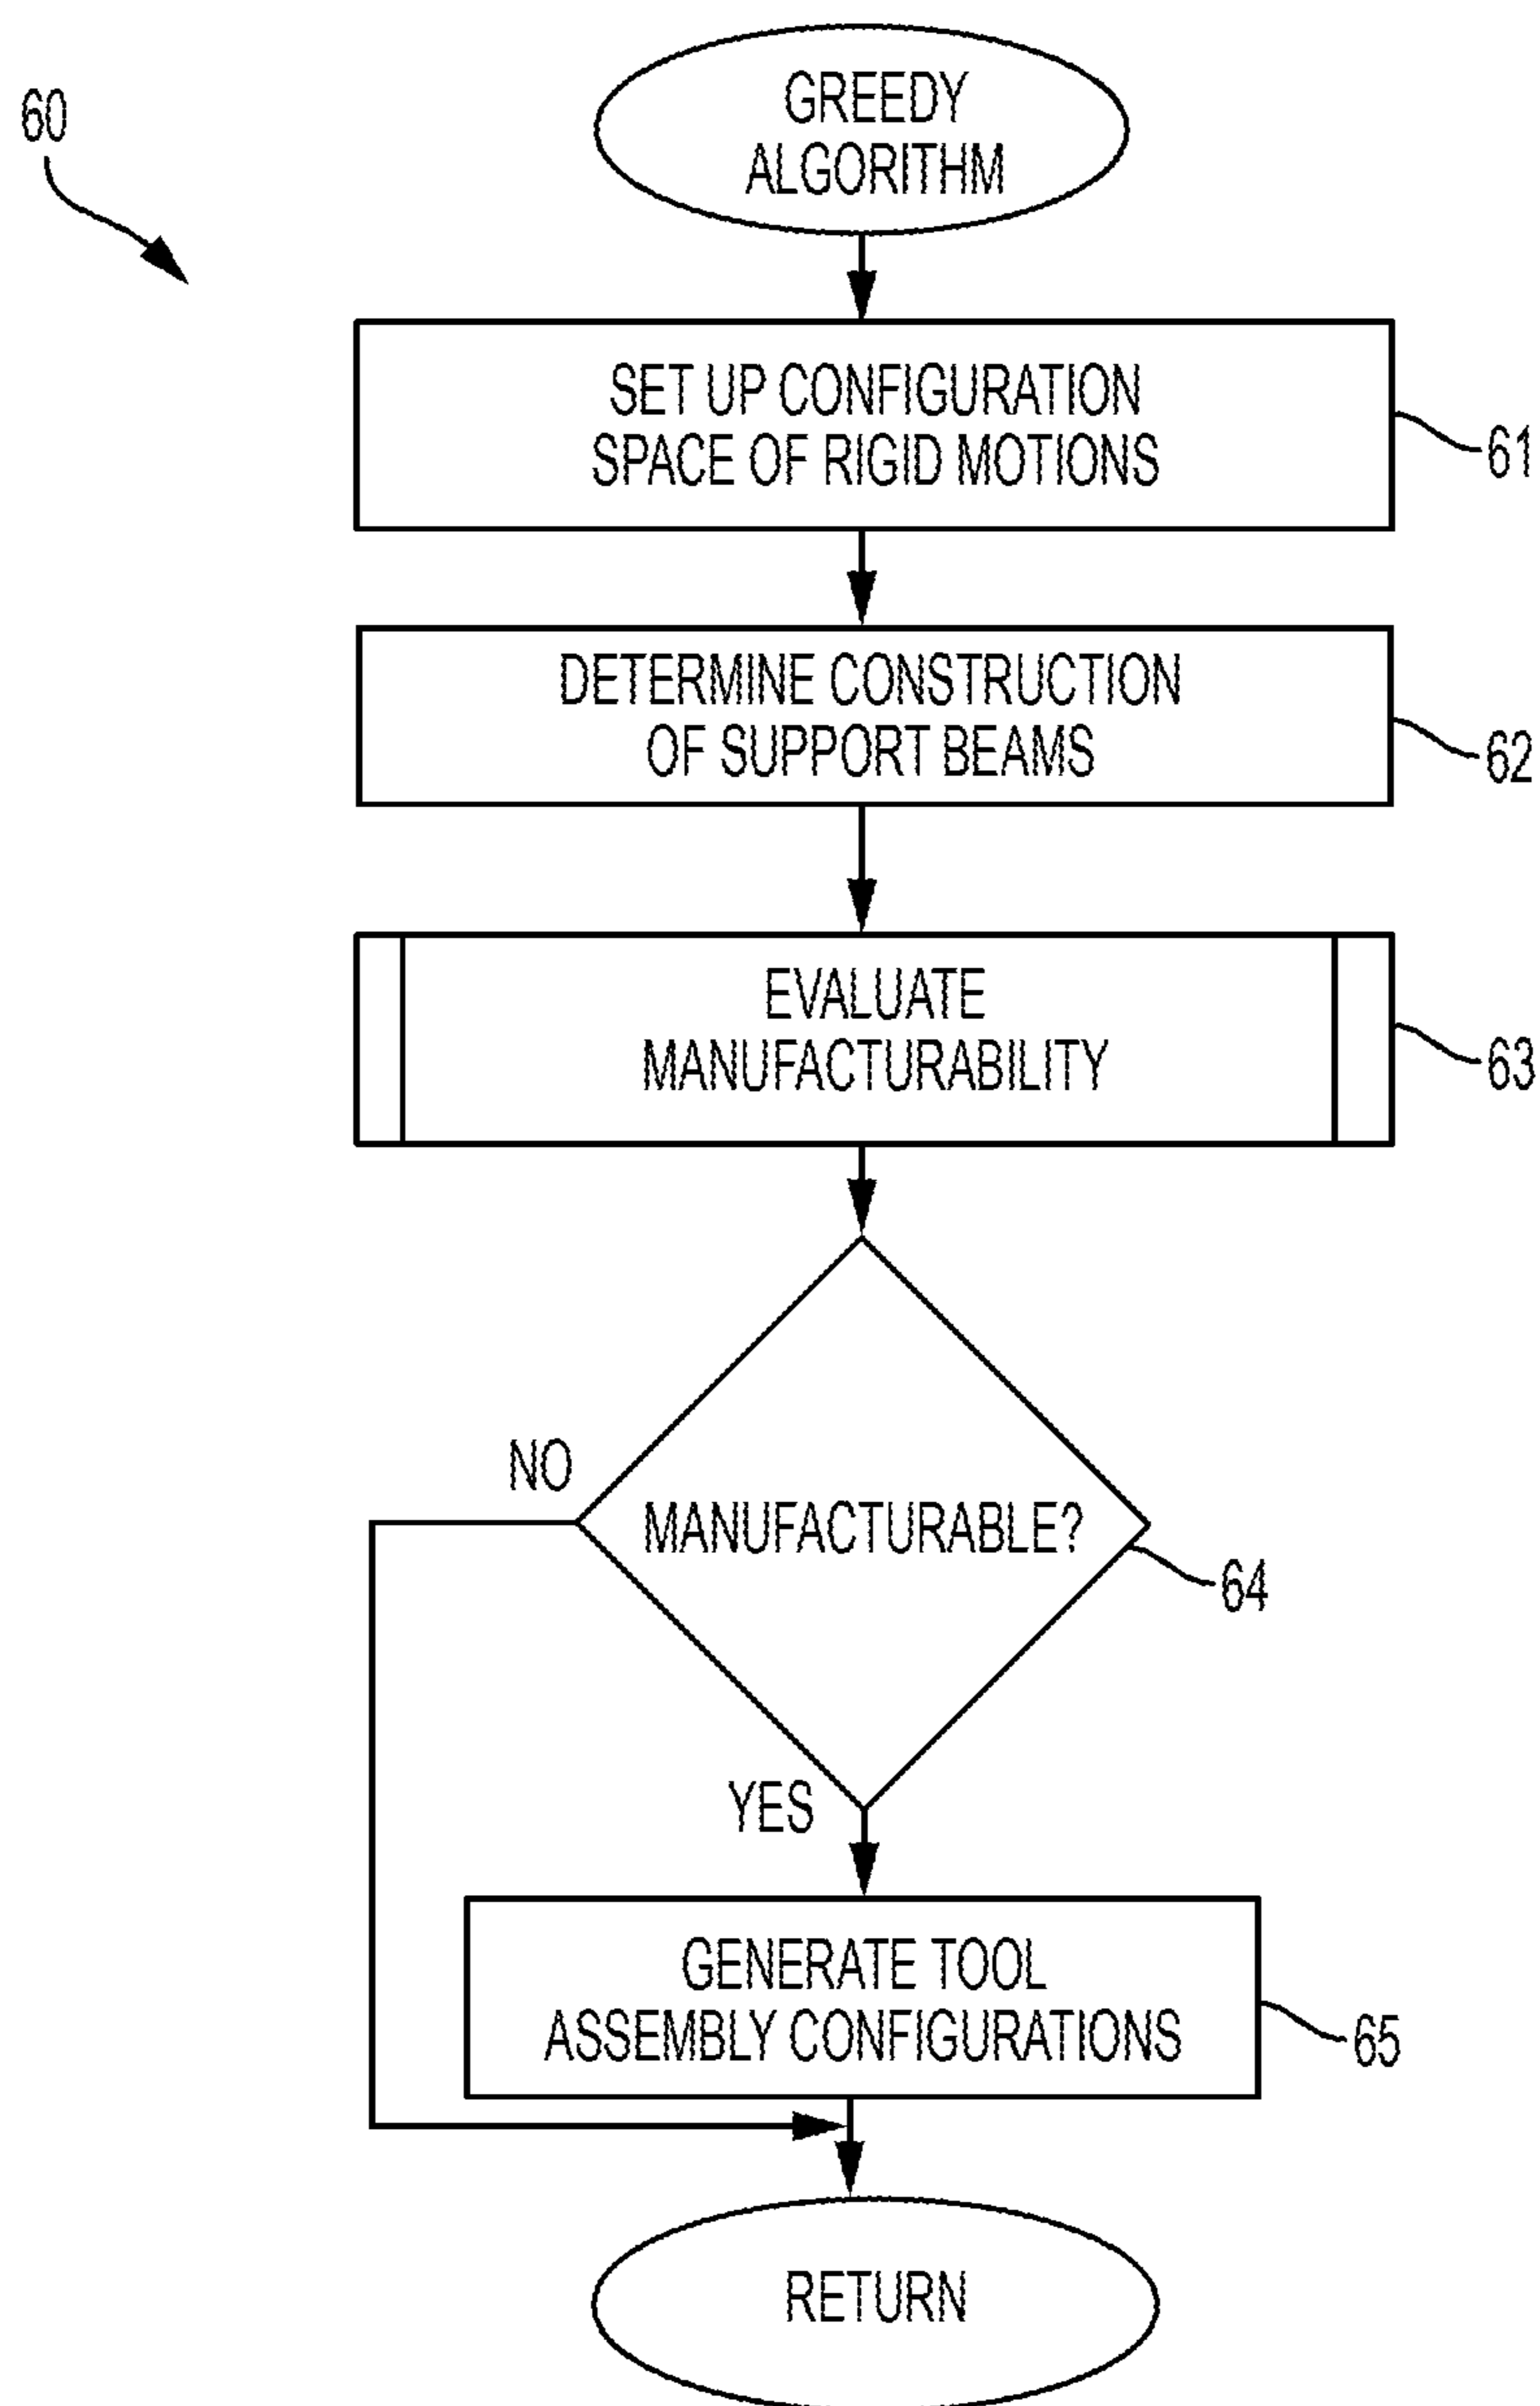 60
GREEDY
ALGORITHM
SET UP CONFIGURATION
SPACE OF RIGID MOTIONS
61
DETERMINE CONSTRUCTION
OF SUPPORT BEAMS
62
EVALUATE
MANUFACTURABILITY
63
NO
MANUFACTURABLE?
64
YES
GENERATE TOOL
ASSEMBLY CONFIGURATIONS
65
RETURN